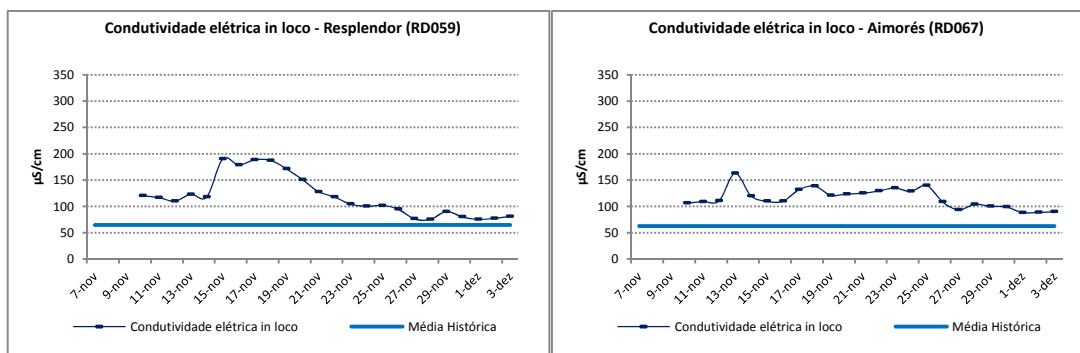 Condutividade elétrica in loco - Resplendor (RD059)
µS/cm
350
300
250
200
150
100
50
0
7-nov
9-nov
11-nov
13-nov
15-nov
17-nov
19-nov
21-nov
23-nov
25-nov
27-nov
29-nov
1-dez
3-dez
Condutividade elétrica in loco
Média Histórica
Condutividade elétrica in loco - Aimorés (RD067)
µS/cm
350
300
250
200
150
100
50
0
7-nov
9-nov
11-nov
13-nov
15-nov
17-nov
19-nov
21-nov
23-nov
25-nov
27-nov
29-nov
1-dez
3-dez
Condutividade elétrica in loco
Média Histórica